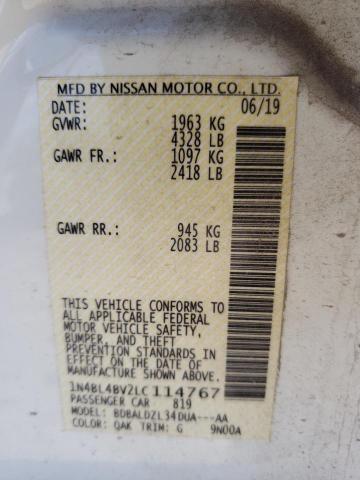 MFD BY NISSAN MOTOR CO., LTD.
DATE: 06/19
GVWR: 1963 KG
4328 LB
GAWR FR.: 1097 KG
2418 LB
GAWR RR.: 945 KG
2083 LB
THIS VEHICLE CONFORMS TO
ALL APPLICABLE FEDERAL
MOTOR VEHICLE SAFETY,
BUMPER, AND THEFT
PREVENTION STANDARDS IN
EFFECT ON THE DATE OF
MANUFACTURE SHOWN ABOVE.
1N4BL4BV2LC114767
PASSENGER CAR 819
MODEL: BDBALDZL34DUA---AA
COLOR: QAK TRIM: G 9N00A